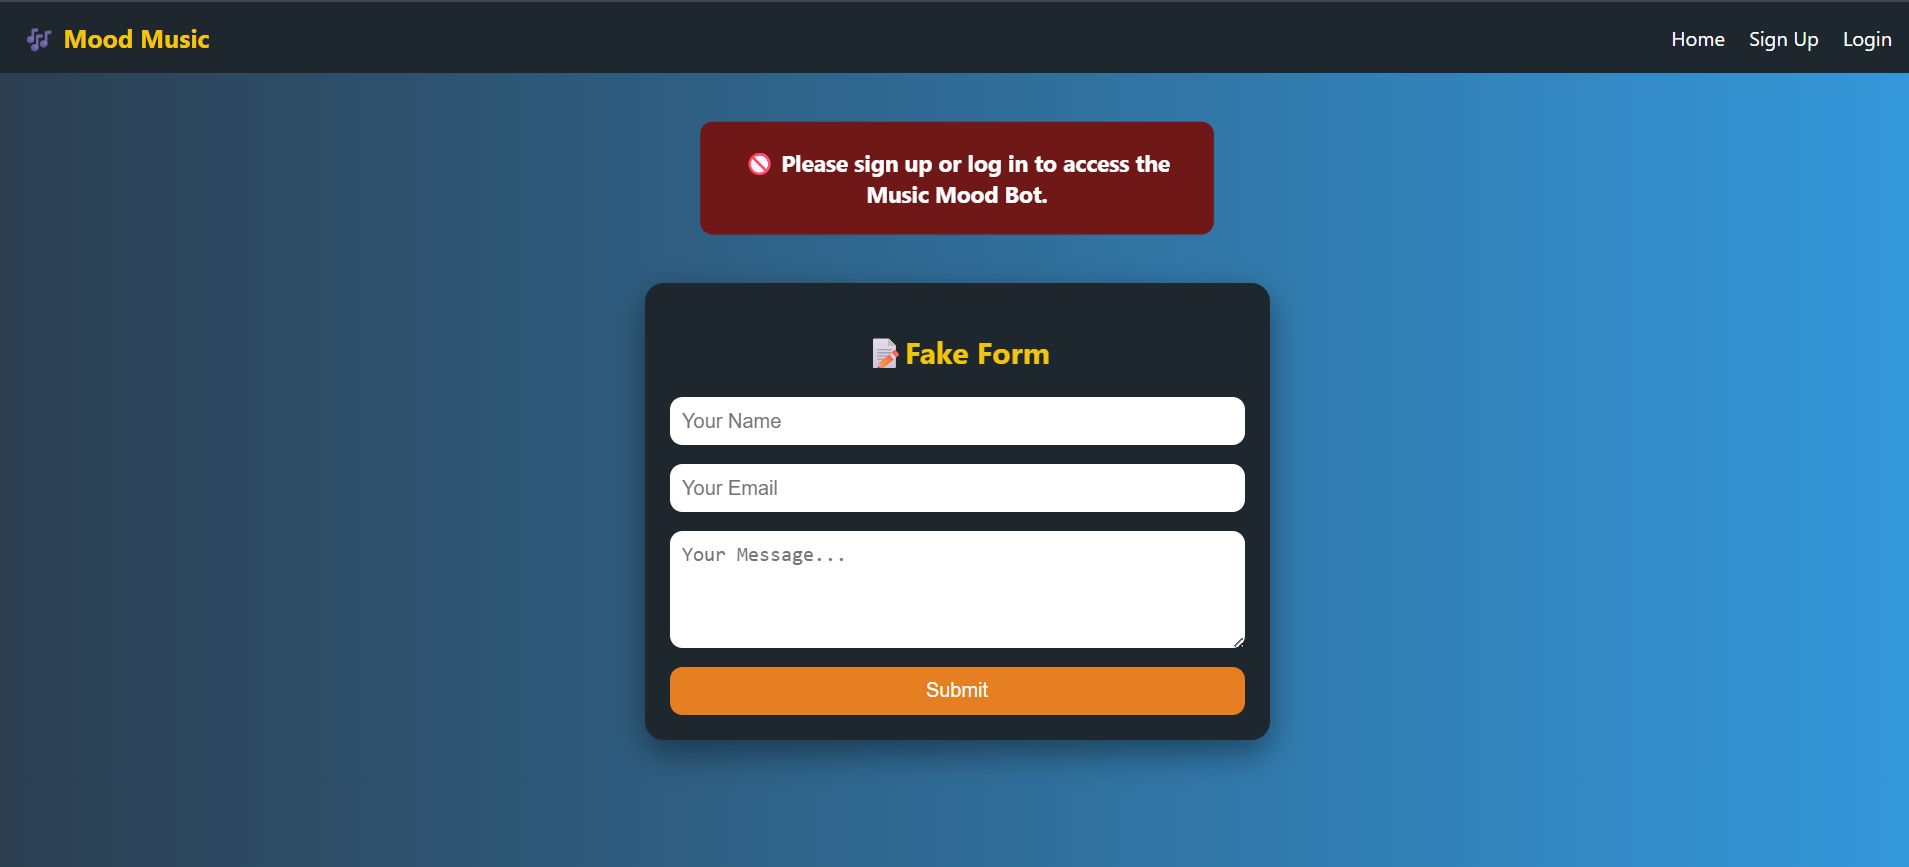 🎶 Mood Music
Home Sign Up Login
🚫 Please sign up or log in to access the
Music Mood Bot.
📝 Fake Form
Your Name
Your Email
Your Message...
Submit